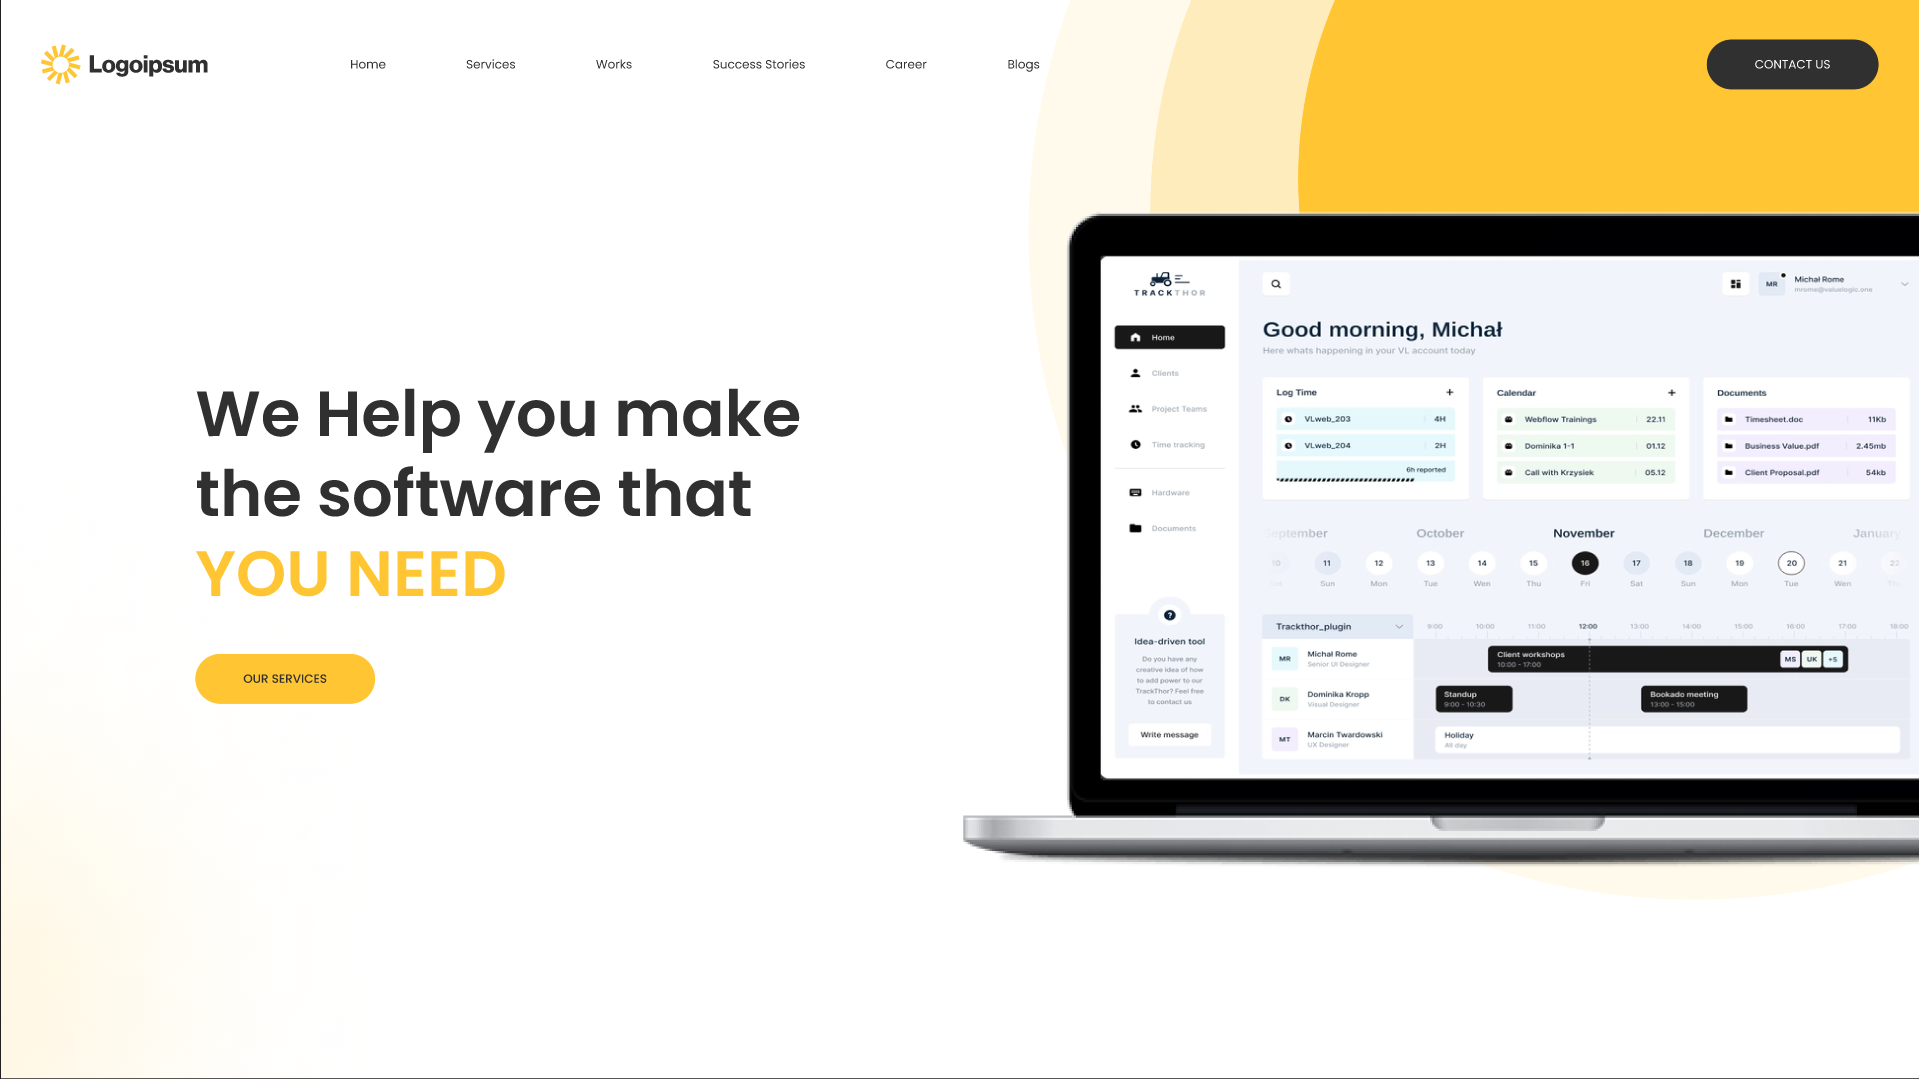 Logoipsum
Home
Services
Works
Success Stories
Career
Blogs
CONTACT US
We Help you make
the software that
YOU NEED
OUR SERVICES
TRACKTHOR
Home
Clients
Project Teams
Time tracking
Hardware
Documents
?
Idea-driven tool
Do you have any
creative idea of how
to add power to our
TrackThor? Feel free
to contact us
Write message
MR
Michał Rome
mrome@valuelogic.one
Good morning, Michał
Here whats happening in your VL account today
Log Time +
VLweb_203 4H
VLweb_204 2H
6h reported
Calendar +
Webflow Trainings 22.11
Dominika 1-1 01.12
Call with Krzysiek 05.12
Documents
Timesheet.doc 11Kb
Business Value.pdf 2.45mb
Client Proposal.pdf 54kb
September October November December January
10 11 12 13 14 15 16 17 18 19 20 21 22
Sat Sun Mon Tue Wen Thu Fri Sat Sun Mon Tue Wen Thu
Trackthor_plugin
9:00 10:00 11:00 12:00 13:00 14:00 15:00 16:00 17:00 18:00
MR
Michał Rome
Senior UI Designer
Client workshops
10:00 - 17:00
MS UK +5
DK
Dominika Kropp
Visual Designer
Standup
9:00 - 10:30
Bookado meeting
13:00 - 15:00
MT
Marcin Twardowski
UX Designer
Holiday
All day